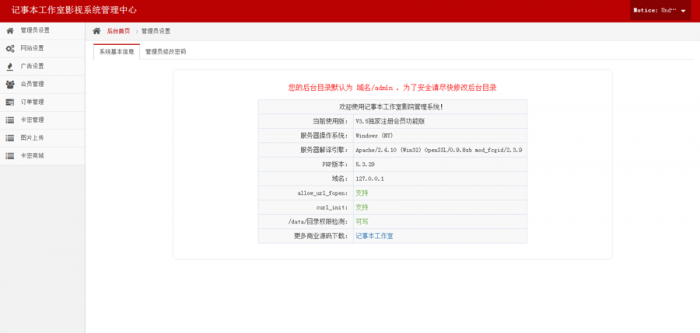 记事本工作室影视系统管理中心
Notice: Und···
管理员设置
网站设置
广告设置
会员管理
订单管理
卡密管理
图片上传
卡密商城
后台首页 > 管理员设置
系统基本信息 管理员修改密码
您的后台目录默认为 域名/admin ，为了安全请尽快修改后台目录
欢迎使用记事本工作室影院管理系统！
当前使用版： V3.5独家注册会员功能版
服务器操作系统： Windows (NT)
服务器解译引擎： Apache/2.4.10 (Win32) OpenSSL/0.9.8zb mod_fcgid/2.3.9
PHP版本： 5.3.29
域名： 127.0.0.1
allow_url_fopen: 支持
curl_init: 支持
/data/目录权限检测: 可写
更多商业源码下载： 记事本工作室